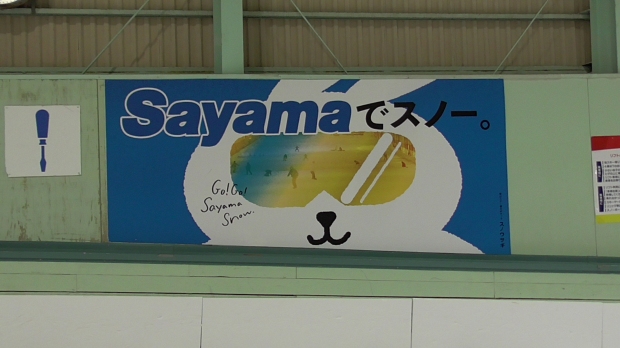 Sayamaでスノー。
Go! Go!
Sayama
Snow.